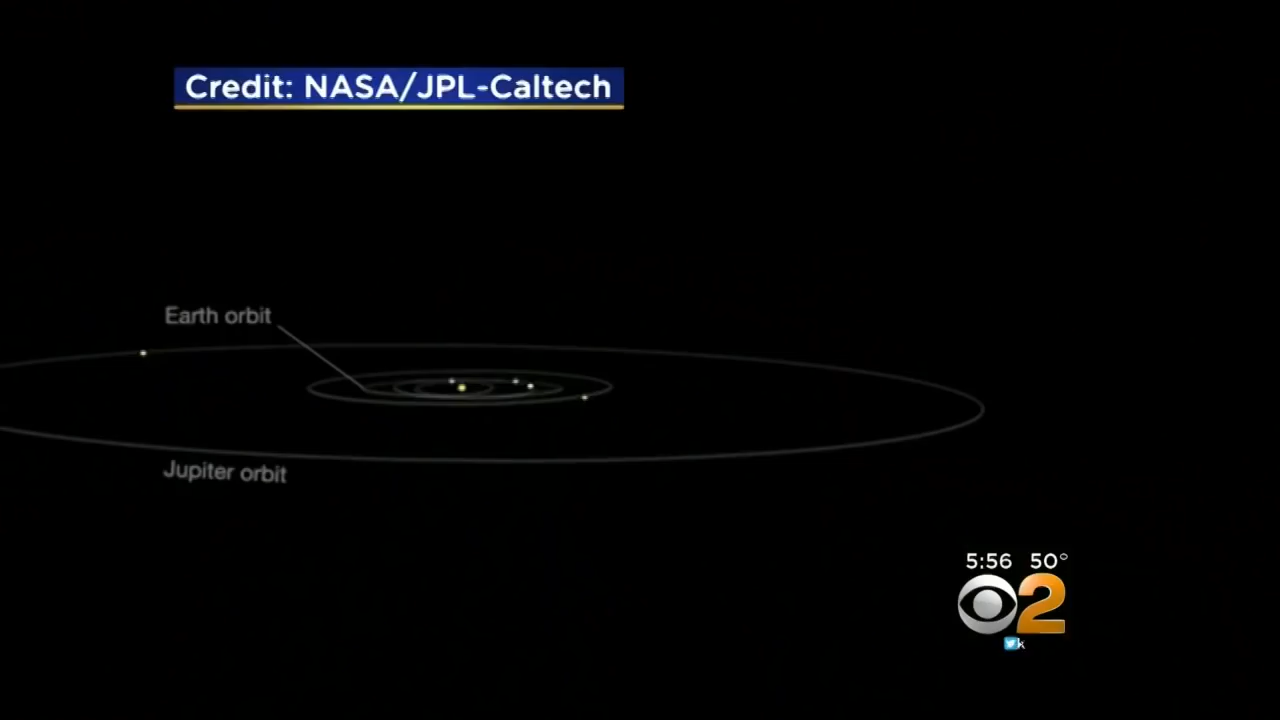 Credit: NASA/JPL-Caltech
Earth orbit
Jupiter orbit
5:56 50°
2
k